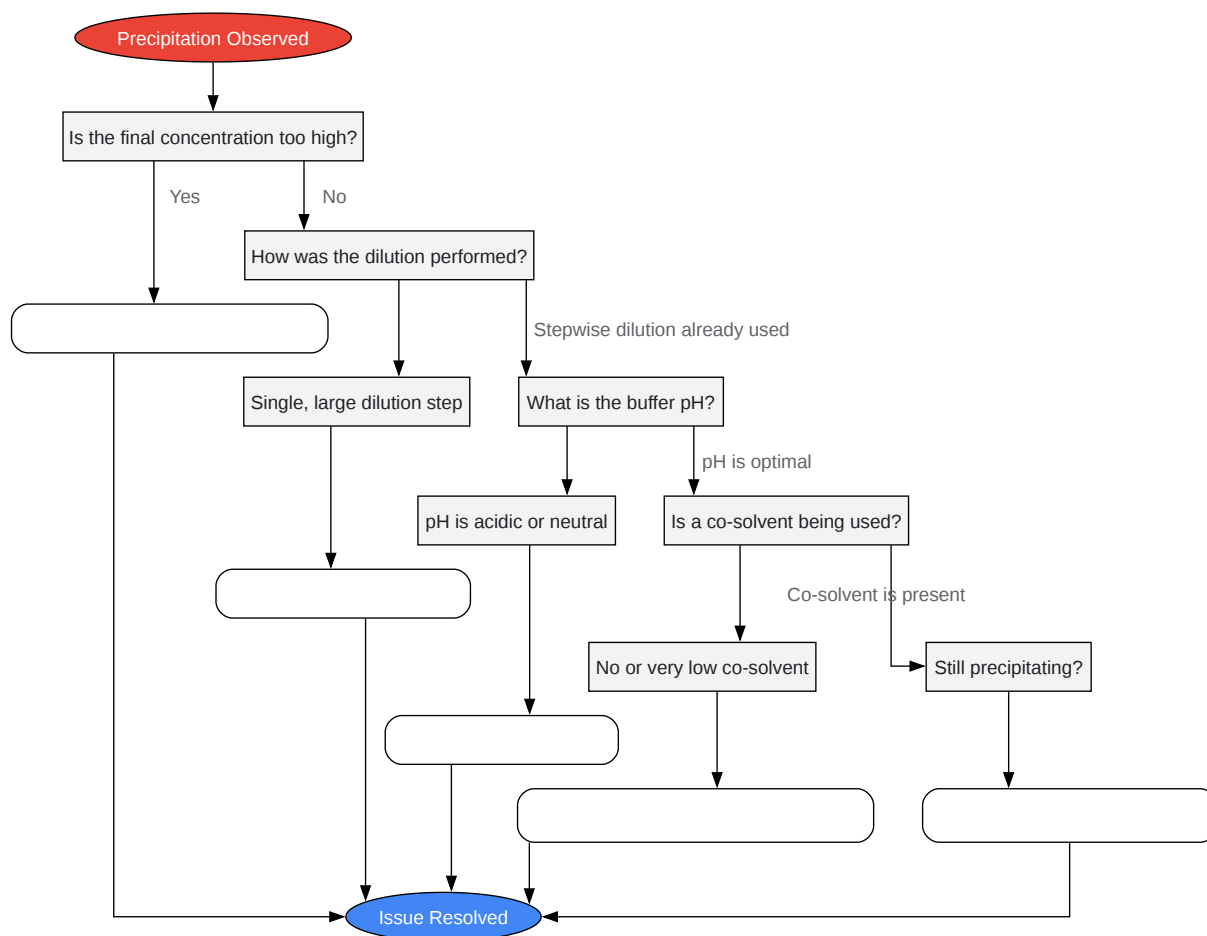 Precipitation Observed
Is the final concentration too high?
Yes
No
How was the dilution performed?
Stepwise dilution already used
Single, large dilution step
What is the buffer pH?
pH is optimal
pH is acidic or neutral
Is a co-solvent being used?
Co-solvent is present
No or very low co-solvent
Still precipitating?
Issue Resolved